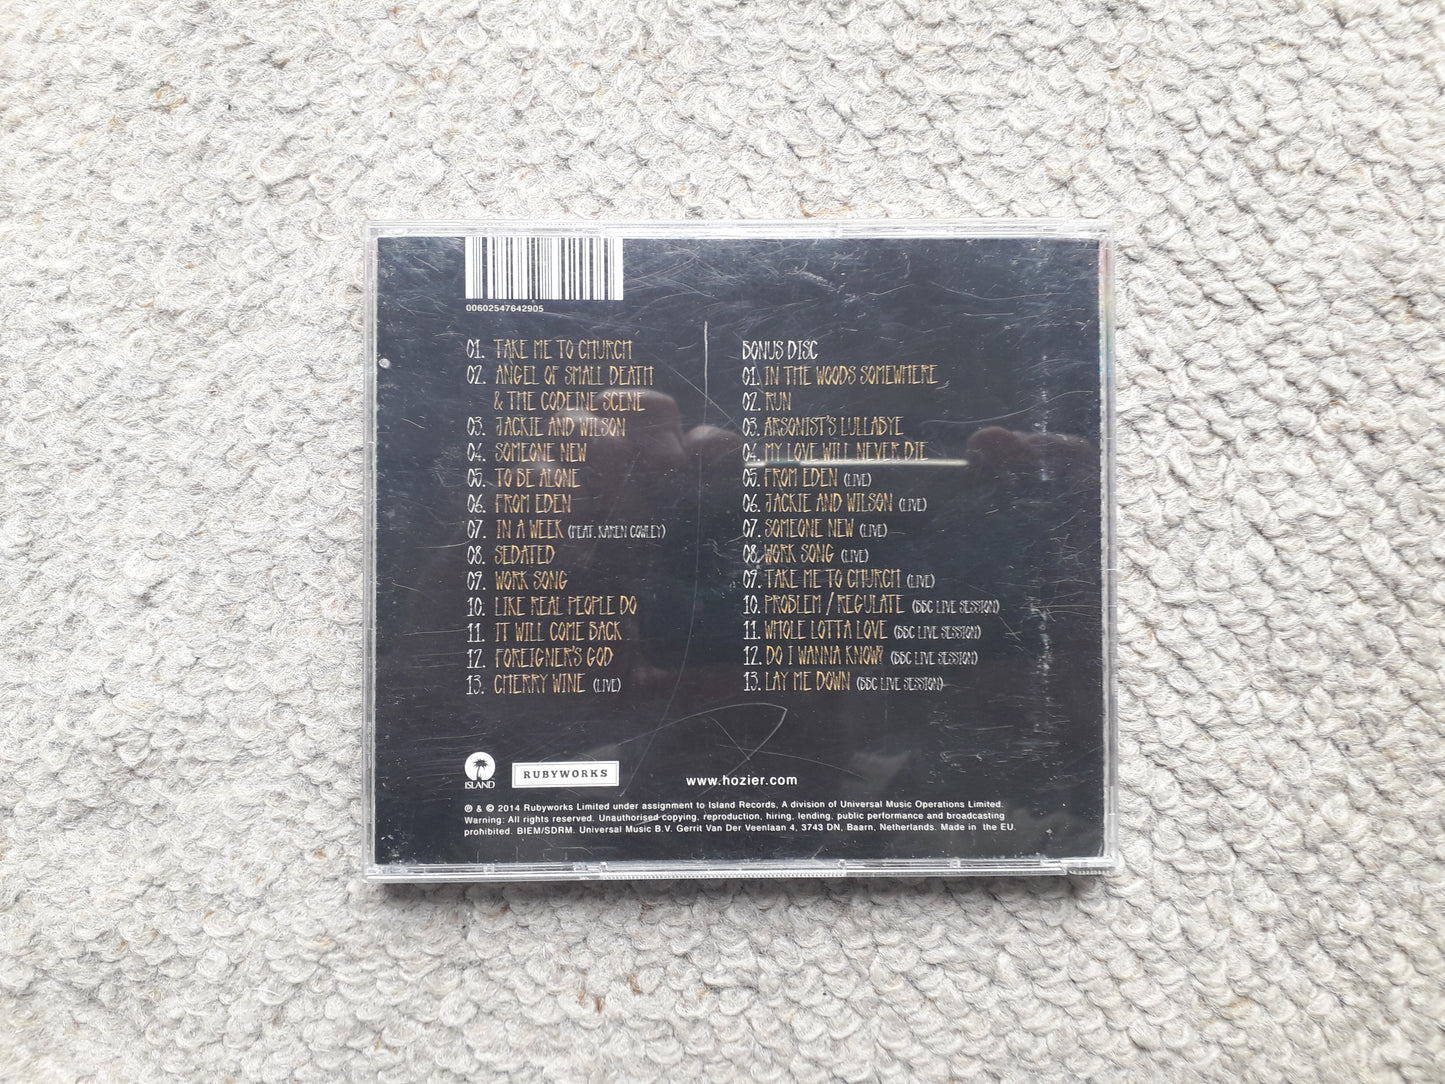 00602547642905
01. TAKE ME TO CHURCH
02. ANGEL OF SMALL DEATH
& THE CODEINE SCENE
03. JACKIE AND WILSON
04. SOMEONE NEW
05. TO BE ALONE
06. FROM EDEN
07. IN A WEEK (FEAT. KAREN COWLEY)
08. SEDATED
09. WORK SONG
10. LIKE REAL PEOPLE DO
11. IT WILL COME BACK
12. FOREIGNER'S GOD
13. CHERRY WINE (LIVE)
BONUS DISC
01. IN THE WOODS SOMEWHERE
02. RUN
03. ARSONIST'S LULLABYE
04. MY LOVE WILL NEVER DIE
05. FROM EDEN (LIVE)
06. JACKIE AND WILSON (LIVE)
07. SOMEONE NEW (LIVE)
08. WORK SONG (LIVE)
09. TAKE ME TO CHURCH (LIVE)
10. PROBLEM / REGULATE (BBC LIVE SESSION)
11. WHOLE LOTTA LOVE (BBC LIVE SESSION)
12. DO I WANNA KNOW? (BBC LIVE SESSION)
13. LAY ME DOWN (BBC LIVE SESSION)
ISLAND
RUBYWORKS
www.hozier.com
℗ & © 2014 Rubyworks Limited under assignment to Island Records, A division of Universal Music Operations Limited.
Warning: All rights reserved. Unauthorised copying, reproduction, hiring, lending, public performance and broadcasting
prohibited. BIEM/SDRM. Universal Music B.V. Gerrit Van Der Veenlaan 4, 3743 DN, Baarn, Netherlands. Made in the EU.